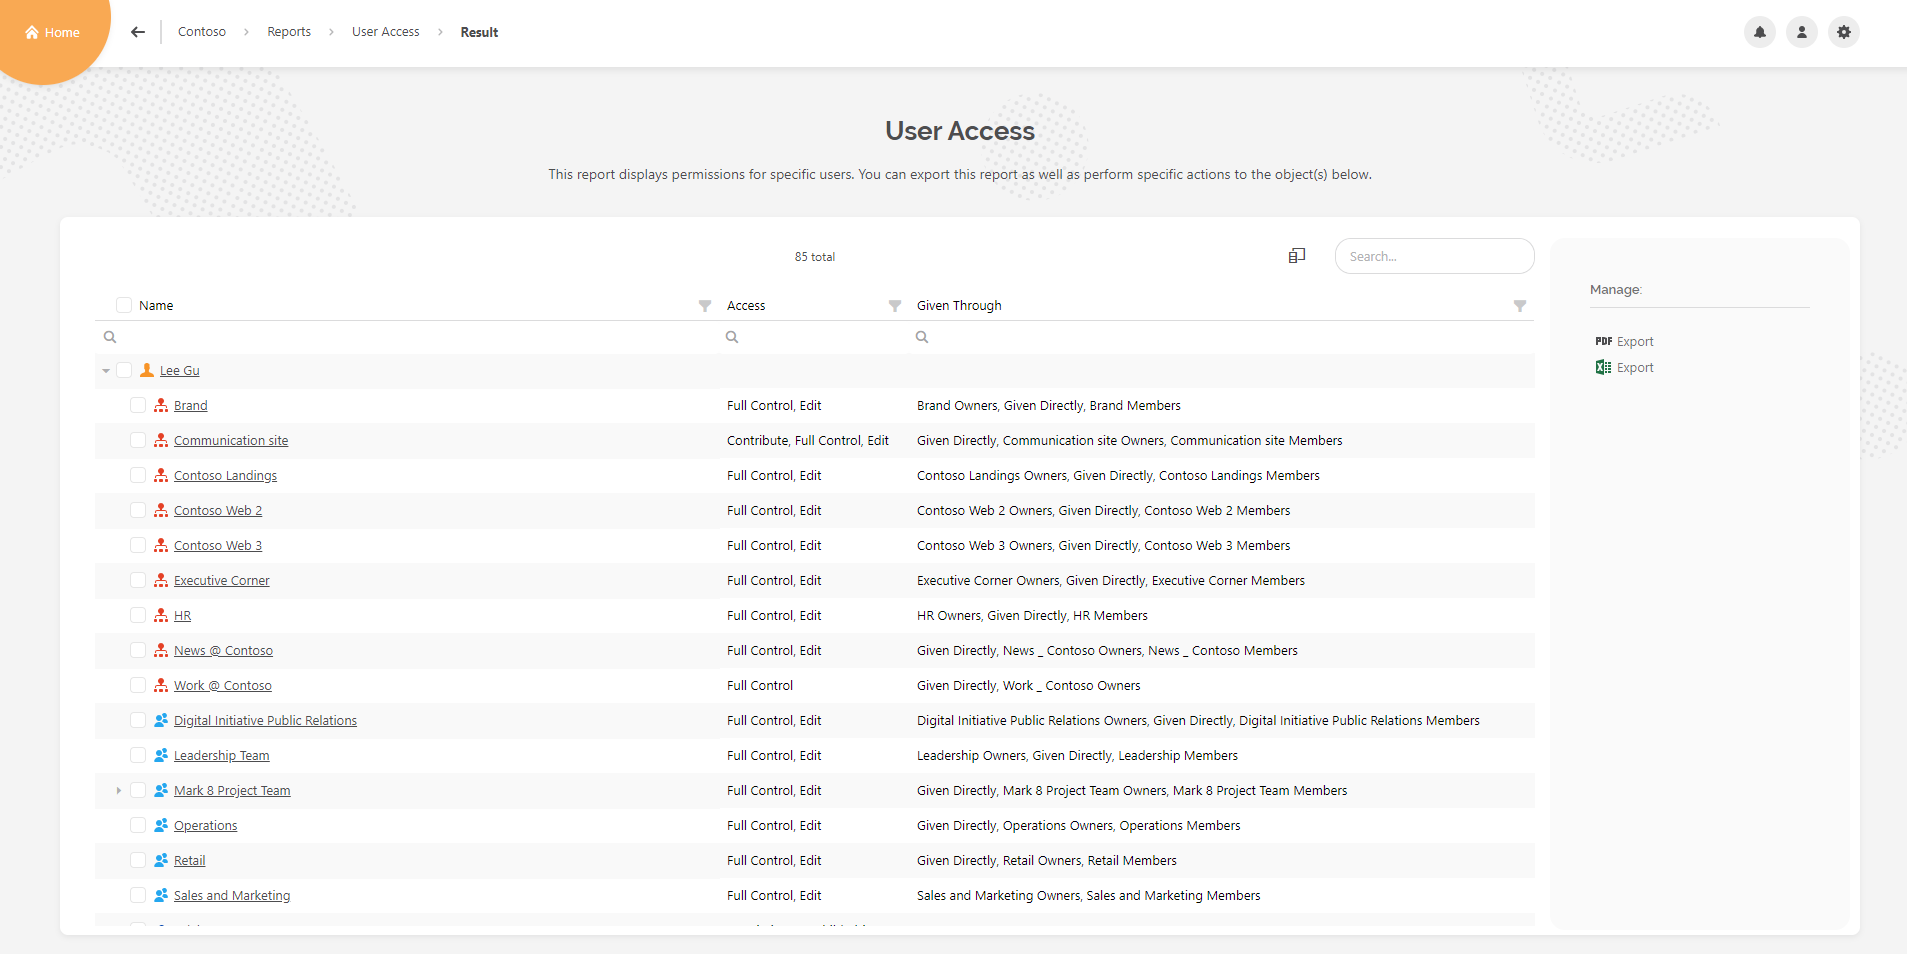 Home
Contoso > Reports > User Access > Result
User Access
This report displays permissions for specific users. You can export this report as well as perform specific actions to the object(s) below.
85 total
Search...
Manage:
PDF Export
Export
Name Access Given Through
Lee Gu
Brand Full Control, Edit Brand Owners, Given Directly, Brand Members
Communication site Contribute, Full Control, Edit Given Directly, Communication site Owners, Communication site Members
Contoso Landings Full Control, Edit Contoso Landings Owners, Given Directly, Contoso Landings Members
Contoso Web 2 Full Control, Edit Contoso Web 2 Owners, Given Directly, Contoso Web 2 Members
Contoso Web 3 Full Control, Edit Contoso Web 3 Owners, Given Directly, Contoso Web 3 Members
Executive Corner Full Control, Edit Executive Corner Owners, Given Directly, Executive Corner Members
HR Full Control, Edit HR Owners, Given Directly, HR Members
News @ Contoso Full Control, Edit Given Directly, News _ Contoso Owners, News _ Contoso Members
Work @ Contoso Full Control Given Directly, Work _ Contoso Owners
Digital Initiative Public Relations Full Control, Edit Digital Initiative Public Relations Owners, Given Directly, Digital Initiative Public Relations Members
Leadership Team Full Control, Edit Leadership Owners, Given Directly, Leadership Members
Mark 8 Project Team Full Control, Edit Given Directly, Mark 8 Project Team Owners, Mark 8 Project Team Members
Operations Full Control, Edit Given Directly, Operations Owners, Operations Members
Retail Full Control, Edit Given Directly, Retail Owners, Retail Members
Sales and Marketing Full Control, Edit Sales and Marketing Owners, Sales and Marketing Members